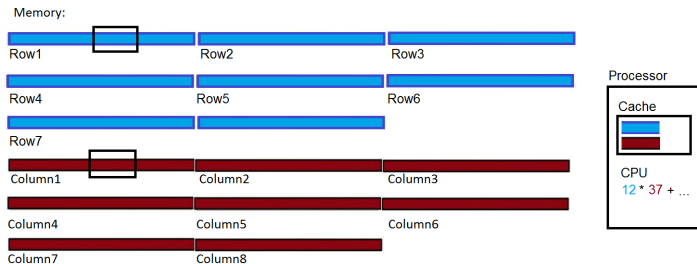 Memory:
Row1 Row2 Row3
Row4 Row5 Row6
Row7
Column1 Column2 Column3
Column4 Column5 Column6
Column7 Column8
Processor
Cache
CPU
12 * 37 + ...